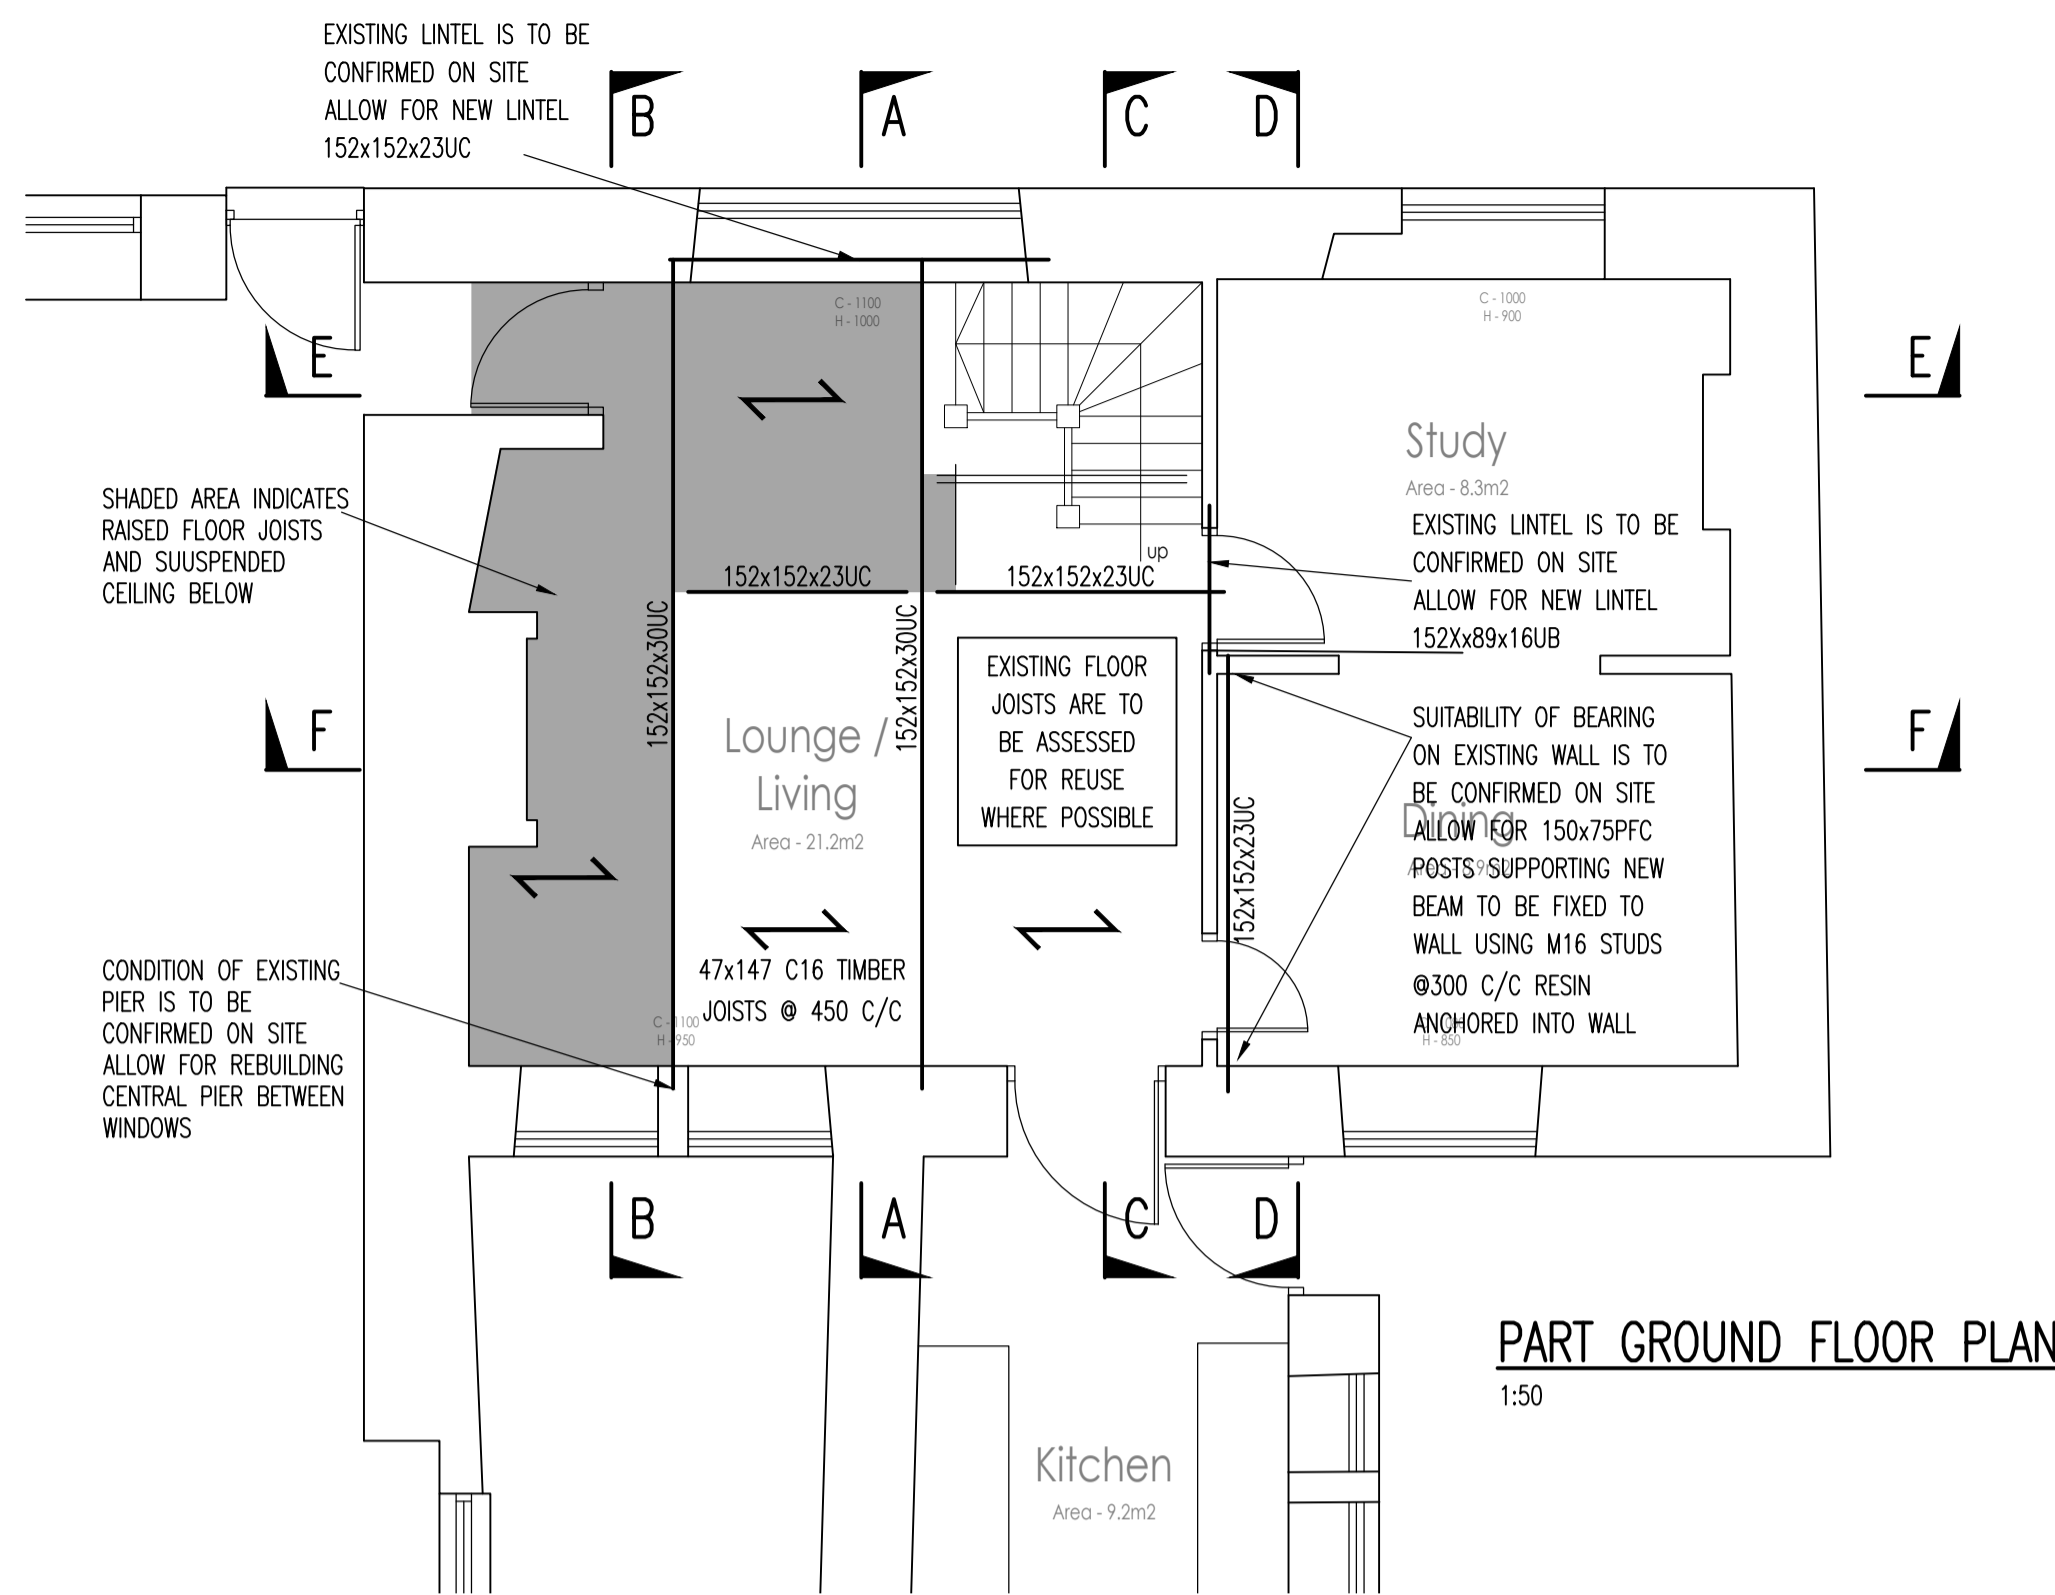 EXISTING LINTEL IS TO BE
CONFIRMED ON SITE
ALLOW FOR NEW LINTEL
152x152x23UC
B
A
C
D
C - 1100
H - 1000
C - 1000
H - 900
E
E
Study
Area - 8.3m2
SHADED AREA INDICATES
RAISED FLOOR JOISTS
AND SUUSPENDED
CEILING BELOW
EXISTING LINTEL IS TO BE
CONFIRMED ON SITE
ALLOW FOR NEW LINTEL
152Xx89x16UB
up
152x152x23UC
152x152x23UC
152x152x30UC
152x152x30UC
EXISTING FLOOR
JOISTS ARE TO
BE ASSESSED
FOR REUSE
WHERE POSSIBLE
Lounge /
Living
Area - 21.2m2
F
F
SUITABILITY OF BEARING
ON EXISTING WALL IS TO
BE CONFIRMED ON SITE
ALLOW FOR 150x75PFC
POSTS SUPPORTING NEW
BEAM TO BE FIXED TO
WALL USING M16 STUDS
@300 C/C RESIN
ANCHORED INTO WALL
Dining
152x152x23UC
CONDITION OF EXISTING
PIER IS TO BE
CONFIRMED ON SITE
ALLOW FOR REBUILDING
CENTRAL PIER BETWEEN
WINDOWS
47x147 C16 TIMBER
JOISTS @ 450 C/C
C - 1100
H - 950
H - 850
B
A
C
D
PART GROUND FLOOR PLAN
1:50
Kitchen
Area - 9.2m2